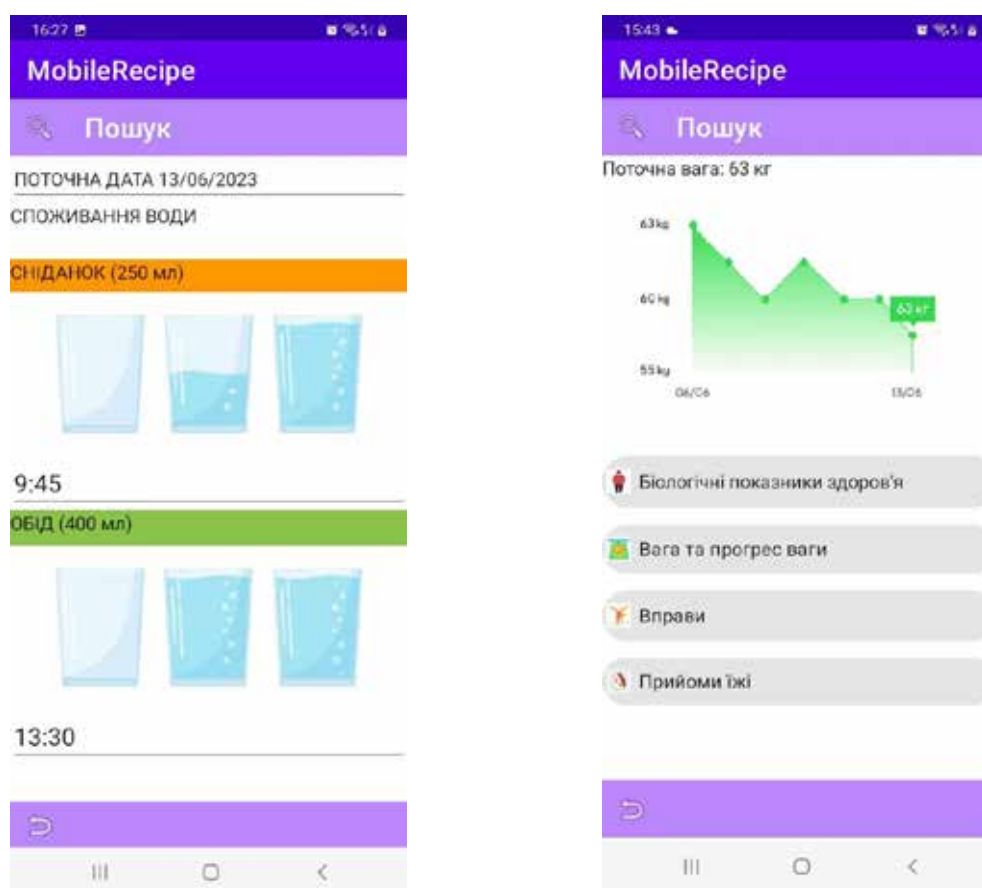 16:27
MobileRecipe
Пошук
ПОТОЧНА ДАТА 13/06/2023
СПОЖИВАННЯ ВОДИ
СНІДАНОК (250 мл)
9:45
ОБІД (400 мл)
13:30
15:43
MobileRecipe
Пошук
Поточна вага: 63 кг
63kg
60 kg
63 кг
55 kg
06/06
13/06
Біологічні показники здоров'я
Вага та прогрес ваги
Вправи
Прийоми їжі